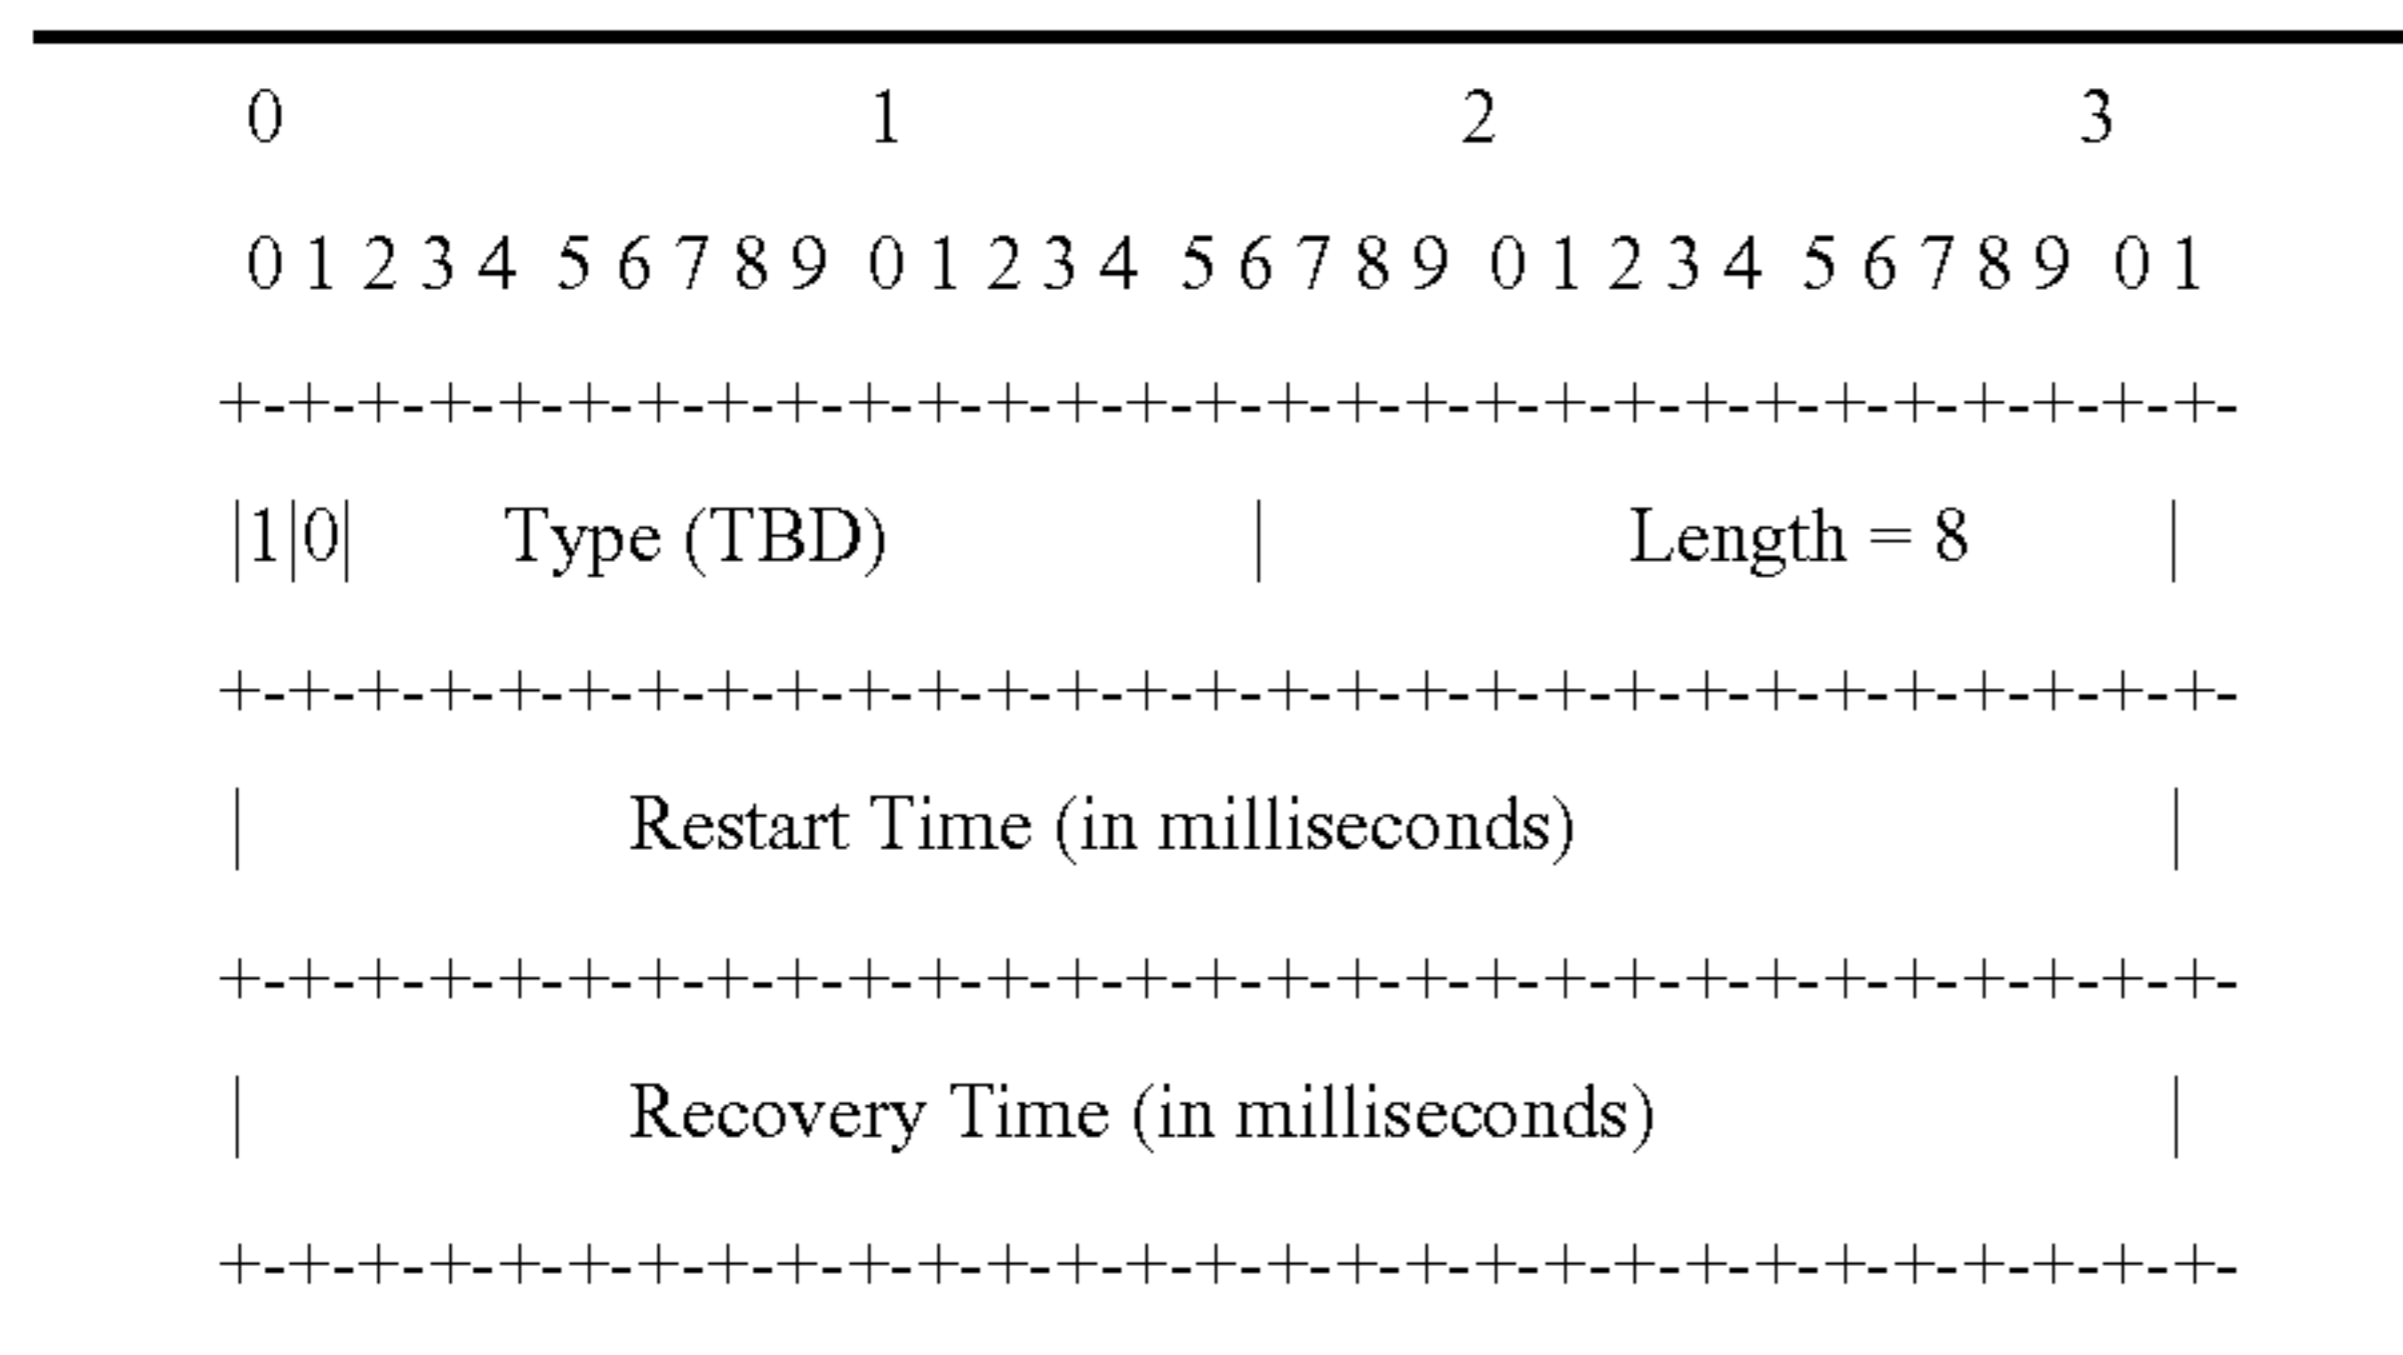 0 1 2 3
0 1 2 3 4 5 6 7 8 9 0 1 2 3 4 5 6 7 8 9 0 1 2 3 4 5 6 7 8 9 0 1
+-+-+-+-+-+-+-+-+-+-+-+-+-+-+-+-+-+-+-+-+-+-+-+-+-+-+-+-+-
|1|0| Type (TBD) | Length = 8 |
+-+-+-+-+-+-+-+-+-+-+-+-+-+-+-+-+-+-+-+-+-+-+-+-+-+-+-+-+-
| Restart Time (in milliseconds) |
+-+-+-+-+-+-+-+-+-+-+-+-+-+-+-+-+-+-+-+-+-+-+-+-+-+-+-+-+-
| Recovery Time (in milliseconds) |
+-+-+-+-+-+-+-+-+-+-+-+-+-+-+-+-+-+-+-+-+-+-+-+-+-+-+-+-+-